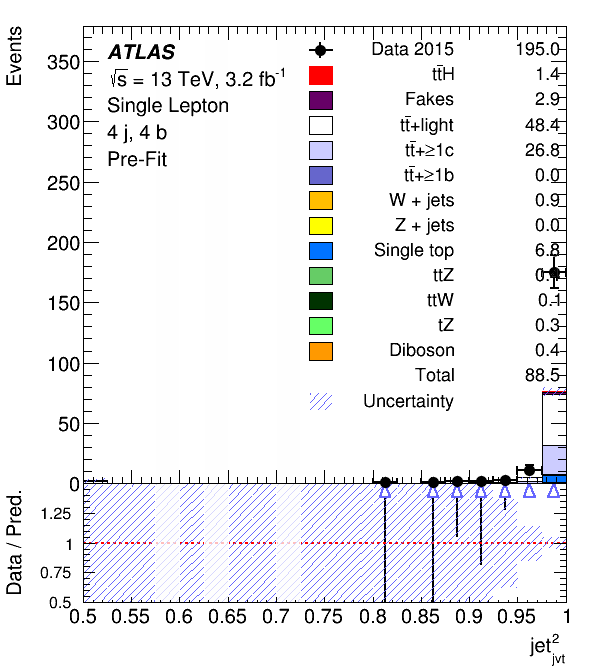 Events
350
300
250
200
150
100
50
0
ATLAS
√s = 13 TeV, 3.2 fb-1
Single Lepton
4 j, 4 b
Pre-Fit
Data 2015 195.0
tt̄H 1.4
Fakes 2.9
tt̄+light 48.4
tt̄+≥1c 26.8
tt̄+≥1b 0.0
W + jets 0.9
Z + jets 0.0
Single top 6.8
ttZ
ttW 0.1
tZ 0.3
Diboson 0.4
Total 88.5
Uncertainty
Data / Pred.
1.25
1
0.75
0.5
0.5 0.55 0.6 0.65 0.7 0.75 0.8 0.85 0.9 0.95 1
jet²jvt